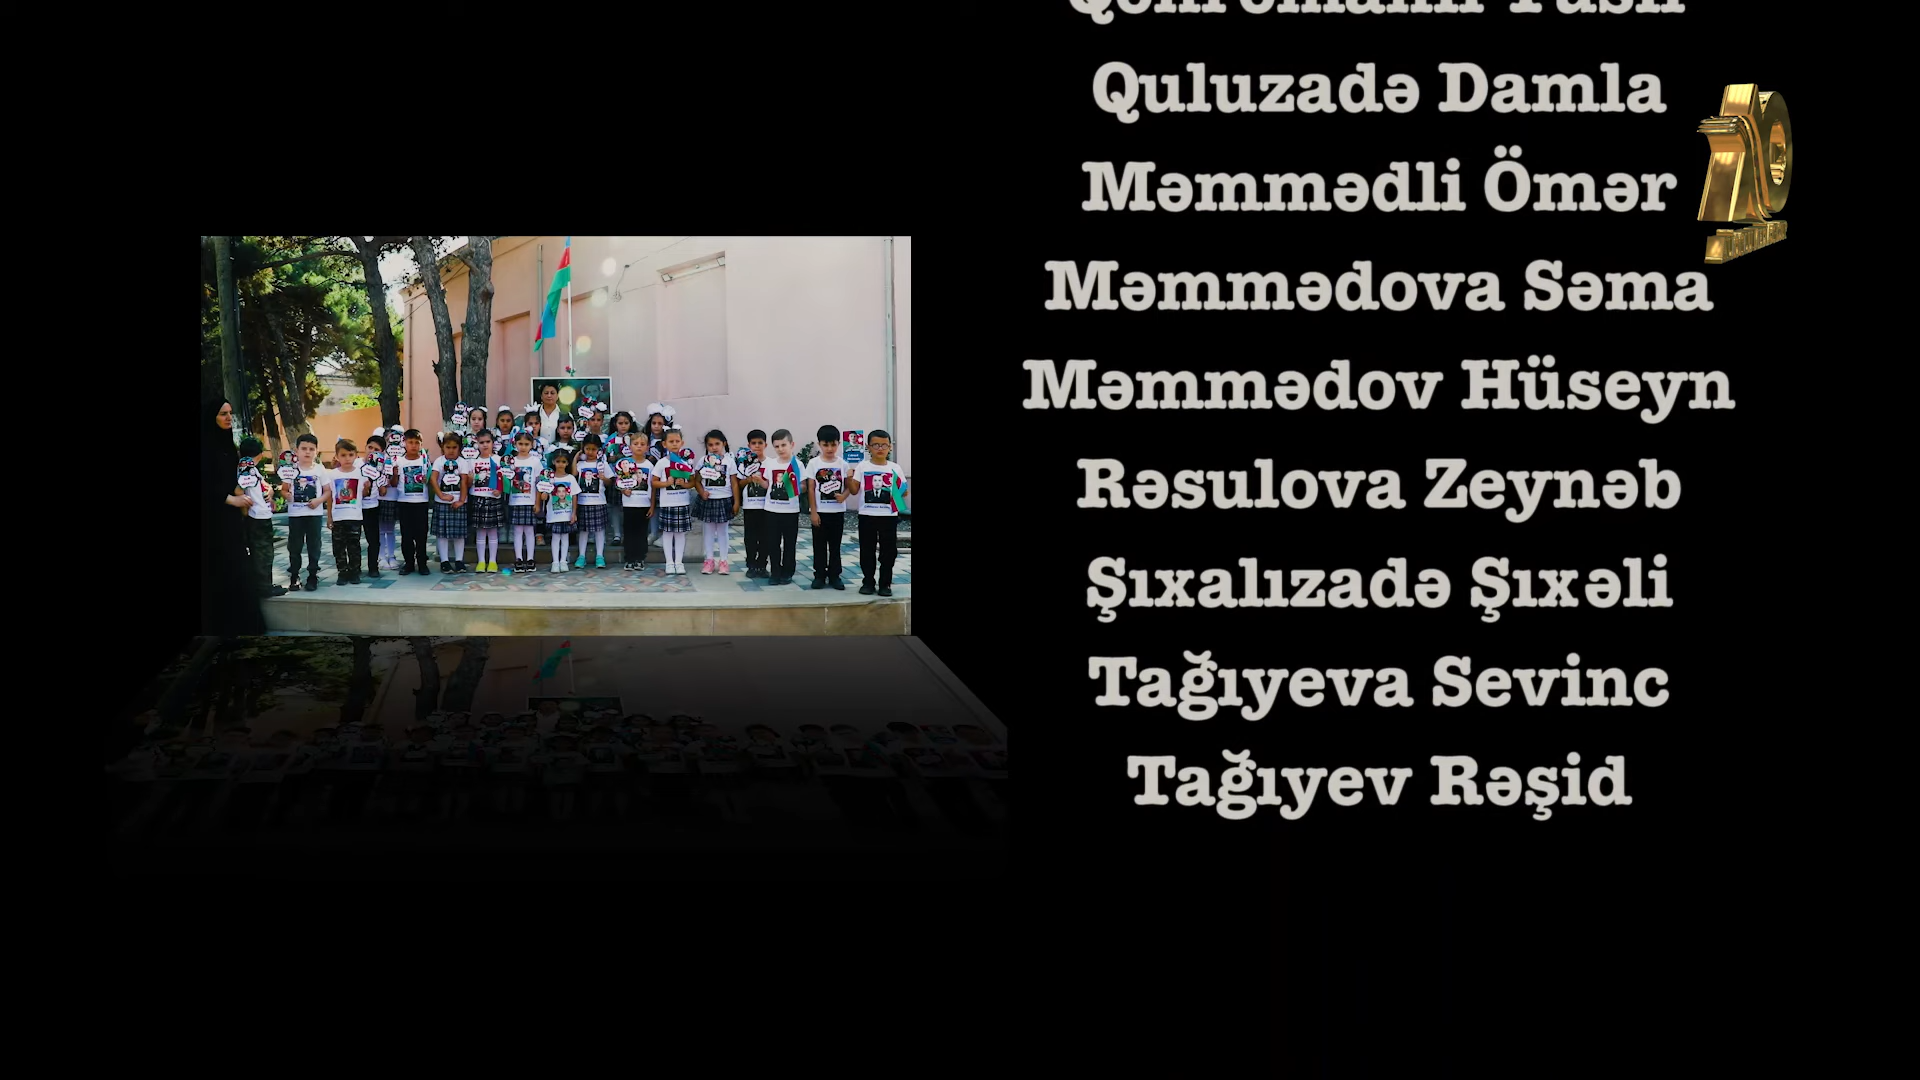 Quluzadə Damla
Məmmədli Ömər
Məmmədova Səma
Məmmədov Hüseyn
Rəsulova Zeynəb
Şıxalızadə Şıxəli
Tağıyeva Sevinc
Tağıyev Rəşid